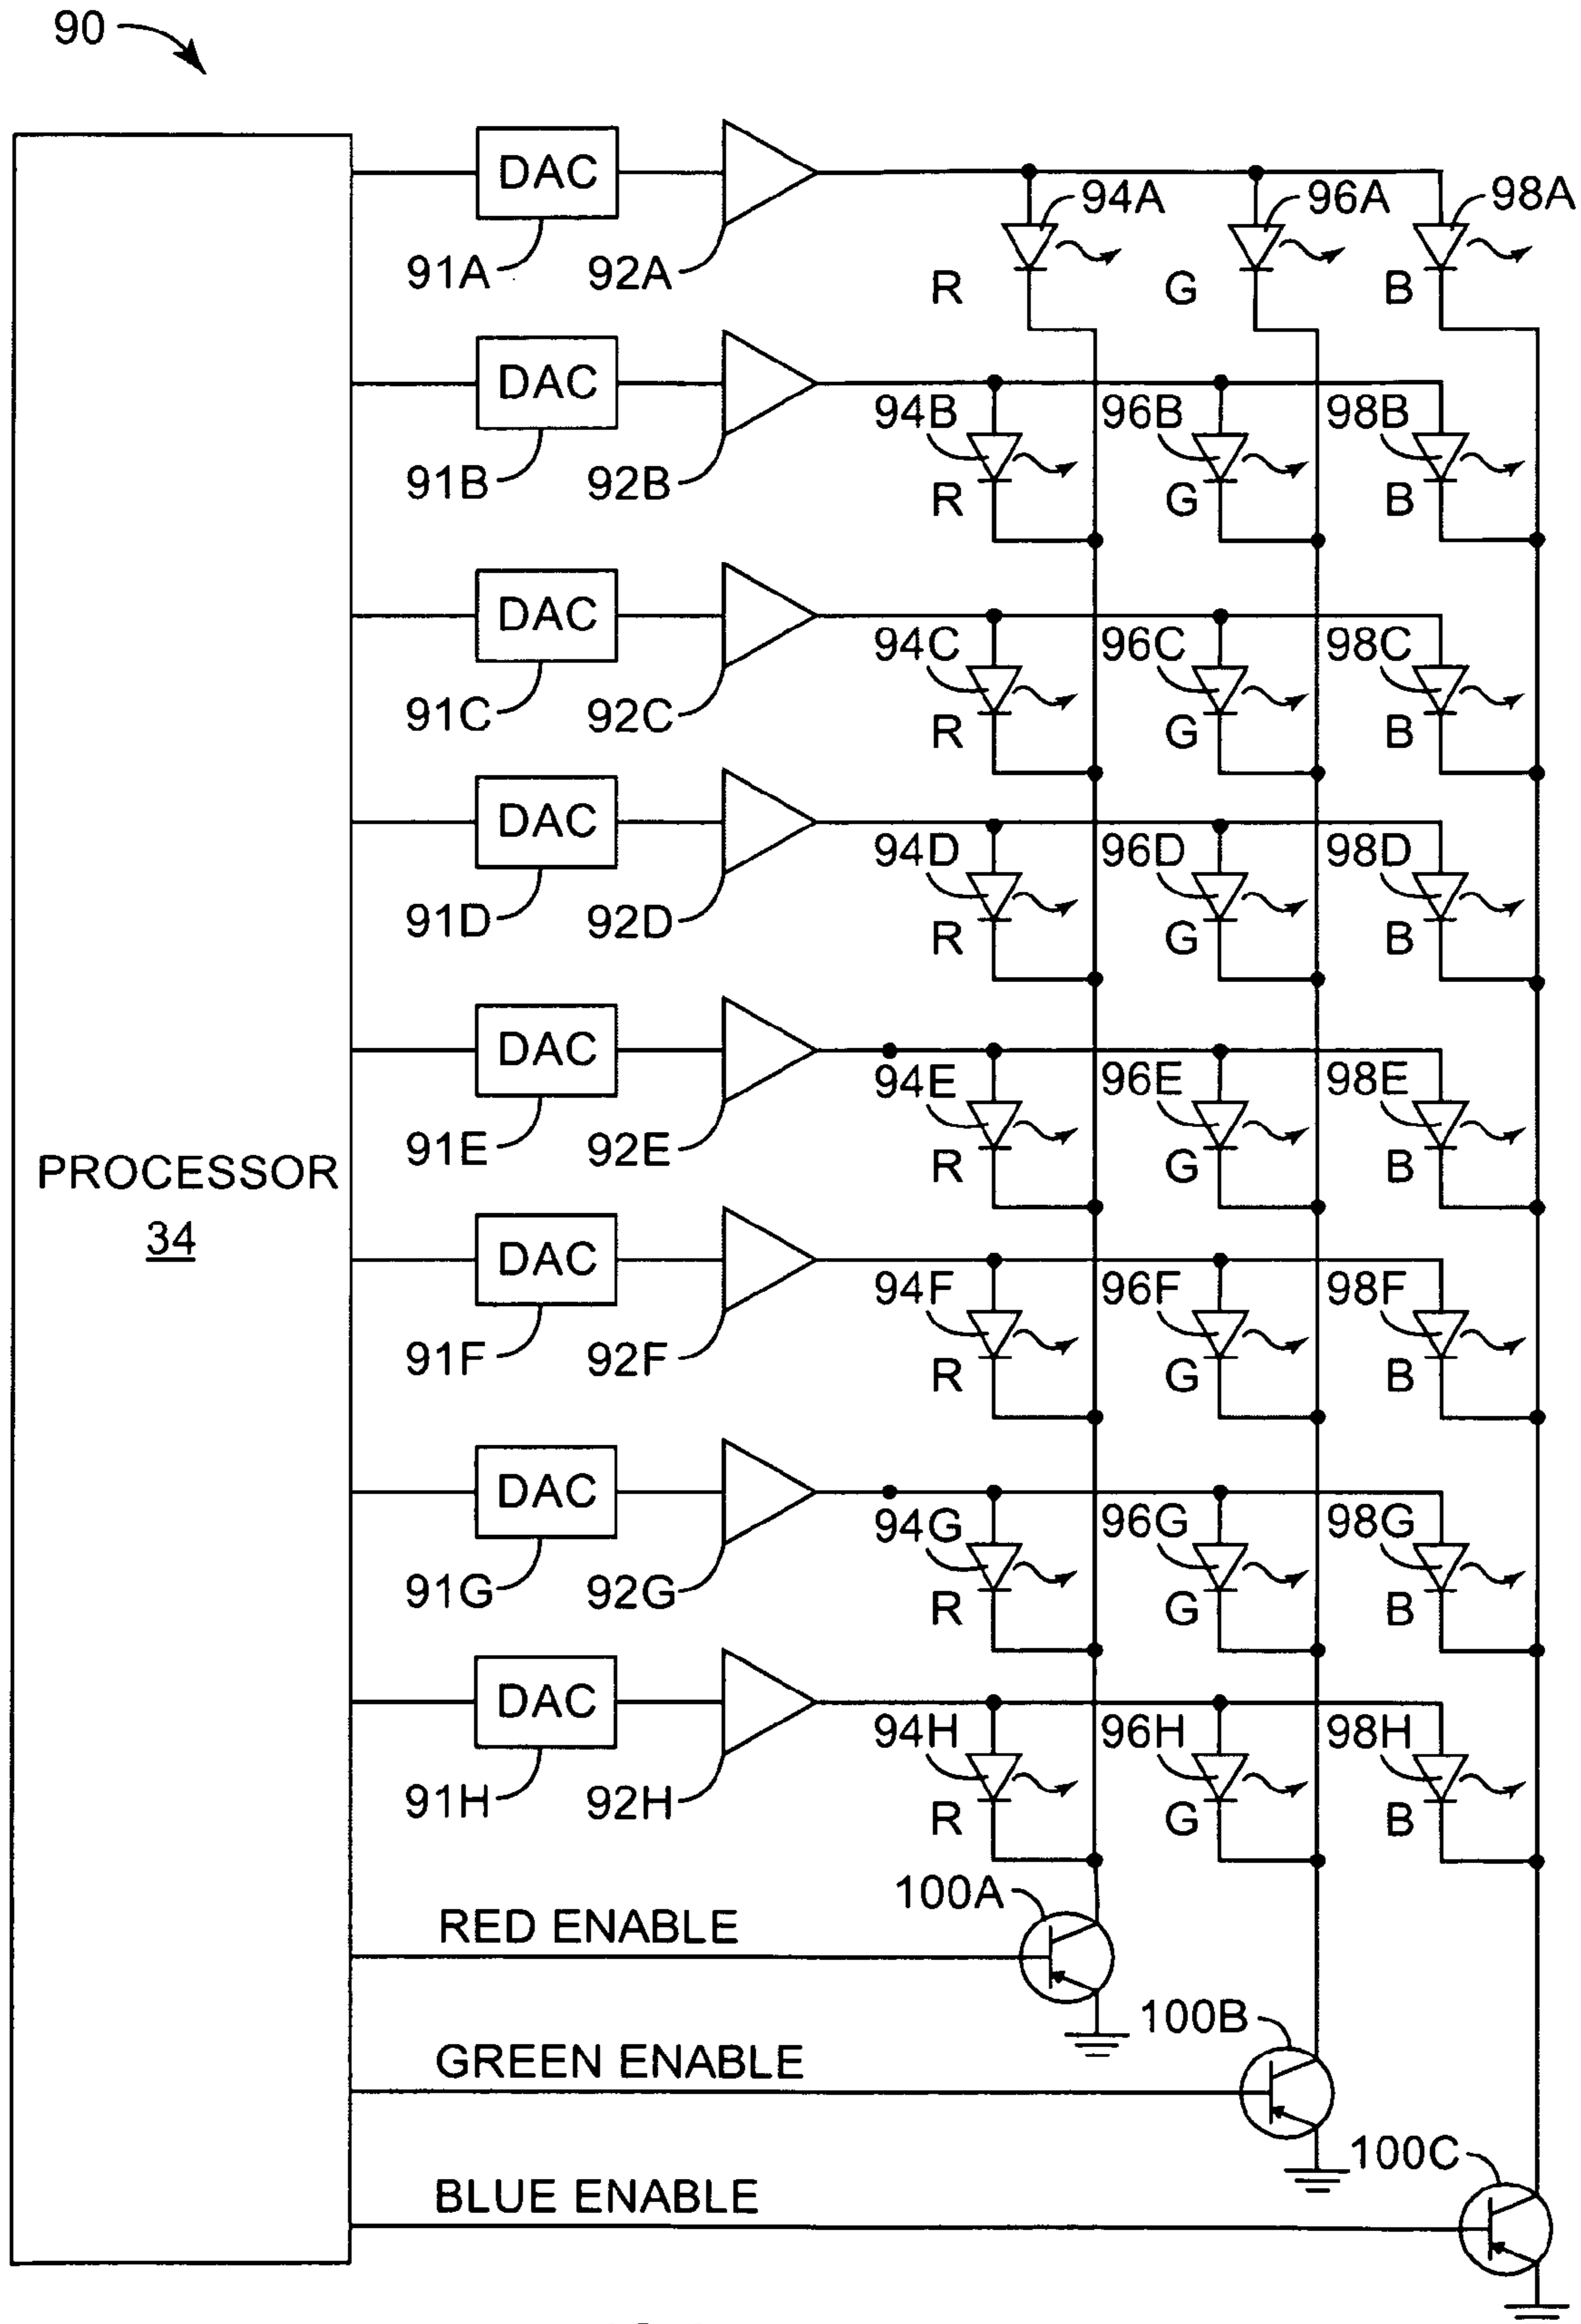 90
DAC
94A
96A
98A
91A
92A
R
G
B
DAC
94B
96B
98B
91B
92B
R
G
B
DAC
94C
96C
98C
91C
92C
R
G
B
DAC
94D
96D
98D
91D
92D
R
G
B
DAC
94E
96E
98E
91E
92E
R
G
B
PROCESSOR
34
DAC
94F
96F
98F
91F
92F
R
G
B
DAC
94G
96G
98G
91G
92G
R
G
B
DAC
94H
96H
98H
91H
92H
R
G
B
100A
RED ENABLE
100B
GREEN ENABLE
100C
BLUE ENABLE